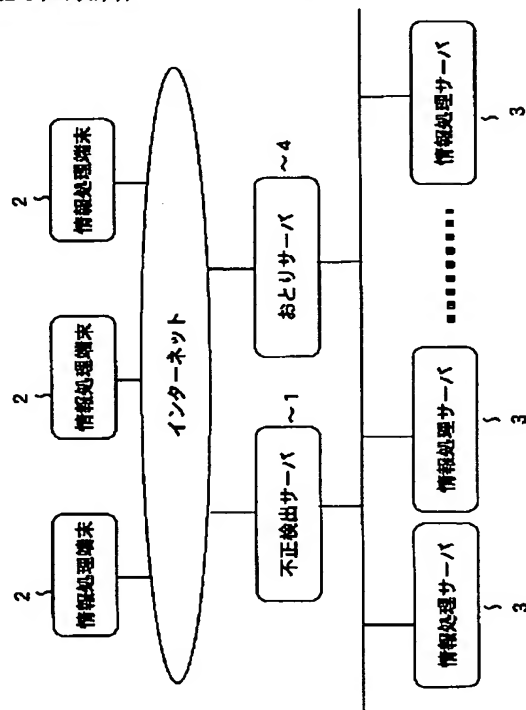 2
情報処理端末
2
情報処理端末
2
情報処理端末
インターネット
不正検出サーバ
~1
おとりサーバ
~4
情報処理サーバ
3
情報処理サーバ
3
情報処理サーバ
3